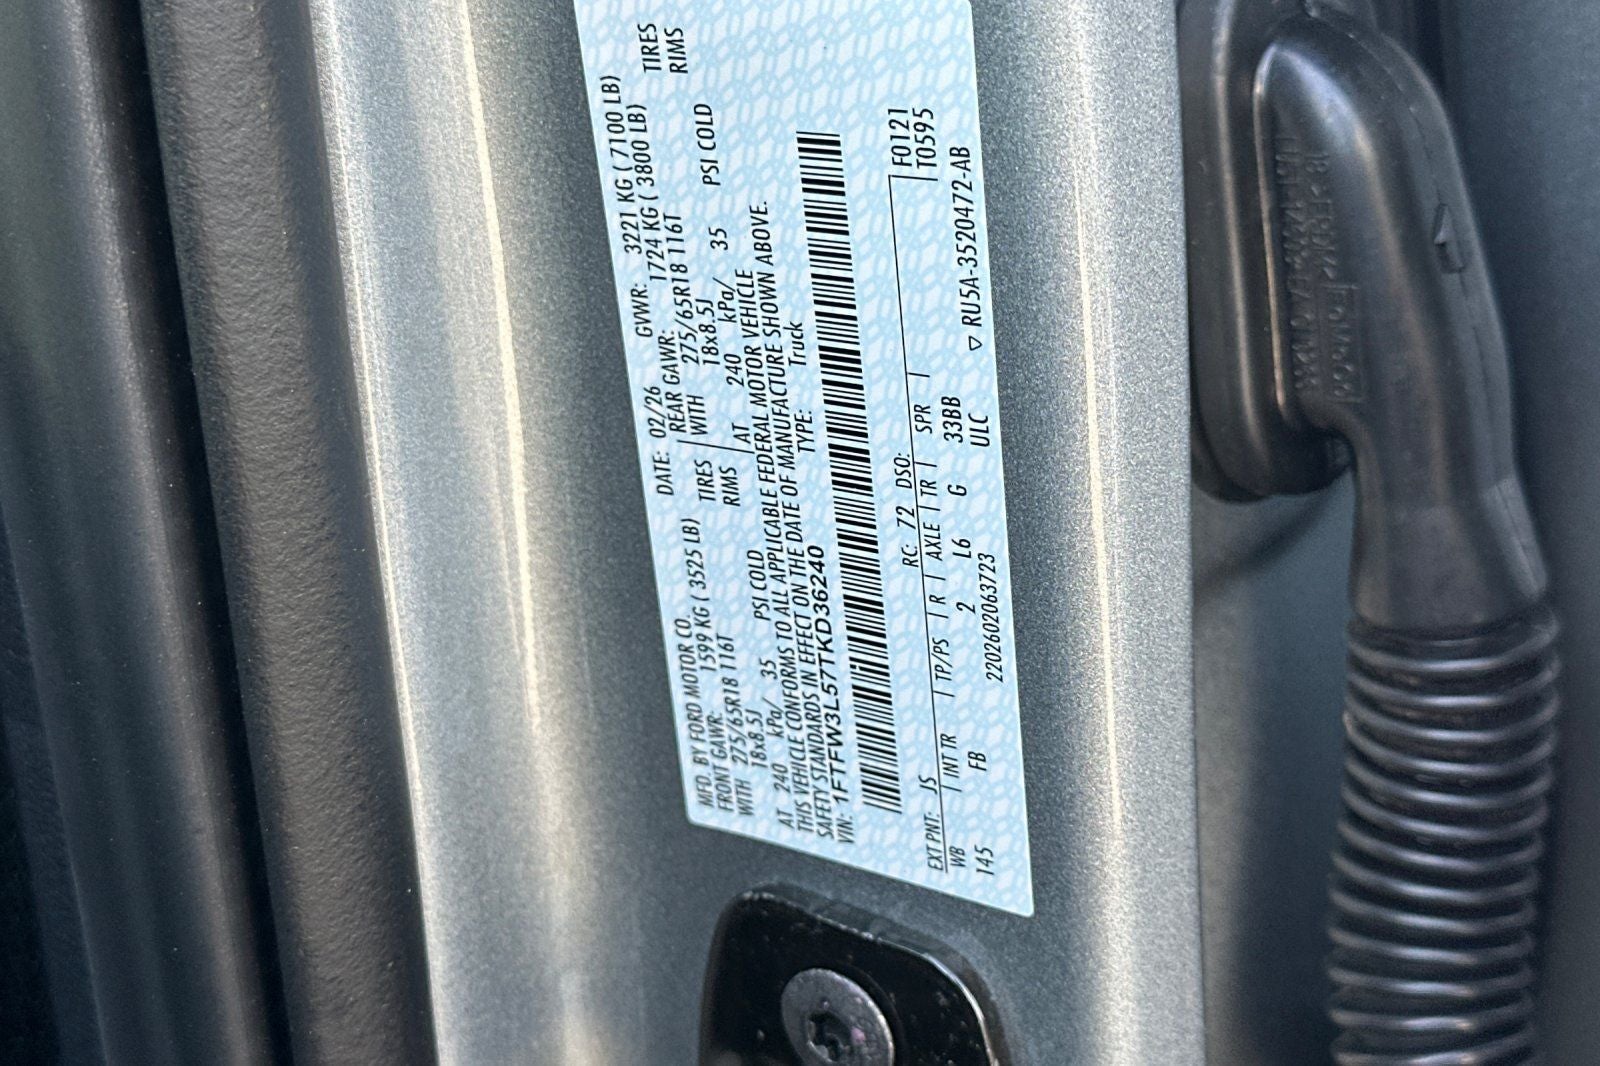 MFD. BY FORD MOTOR CO.
DATE: 02/26 GVWR: 3221 KG ( 7100 LB)
FRONT GAWR: 1599 KG ( 3525 LB)
REAR GAWR: 1724 KG ( 3800 LB)
WITH 275/65R18 116T TIRES
WITH 275/65R18 116T TIRES
18x8.5J RIMS
18x8.5J RIMS
AT 240 kPa/ 35 PSI COLD
AT 240 kPa/ 35 PSI COLD
THIS VEHICLE CONFORMS TO ALL APPLICABLE FEDERAL MOTOR VEHICLE
SAFETY STANDARDS IN EFFECT ON THE DATE OF MANUFACTURE SHOWN ABOVE.
VIN: 1FTFW3L57TKD36240 TYPE: Truck
F0121
T0595
EXT PNT: JS RC: 72 DSO:
WB INT TR TP/PS R AXLE TR SPR
145 FB 2 L6 G 33BB
2202602063723 ULC ▽ RU5A-3520472-AB